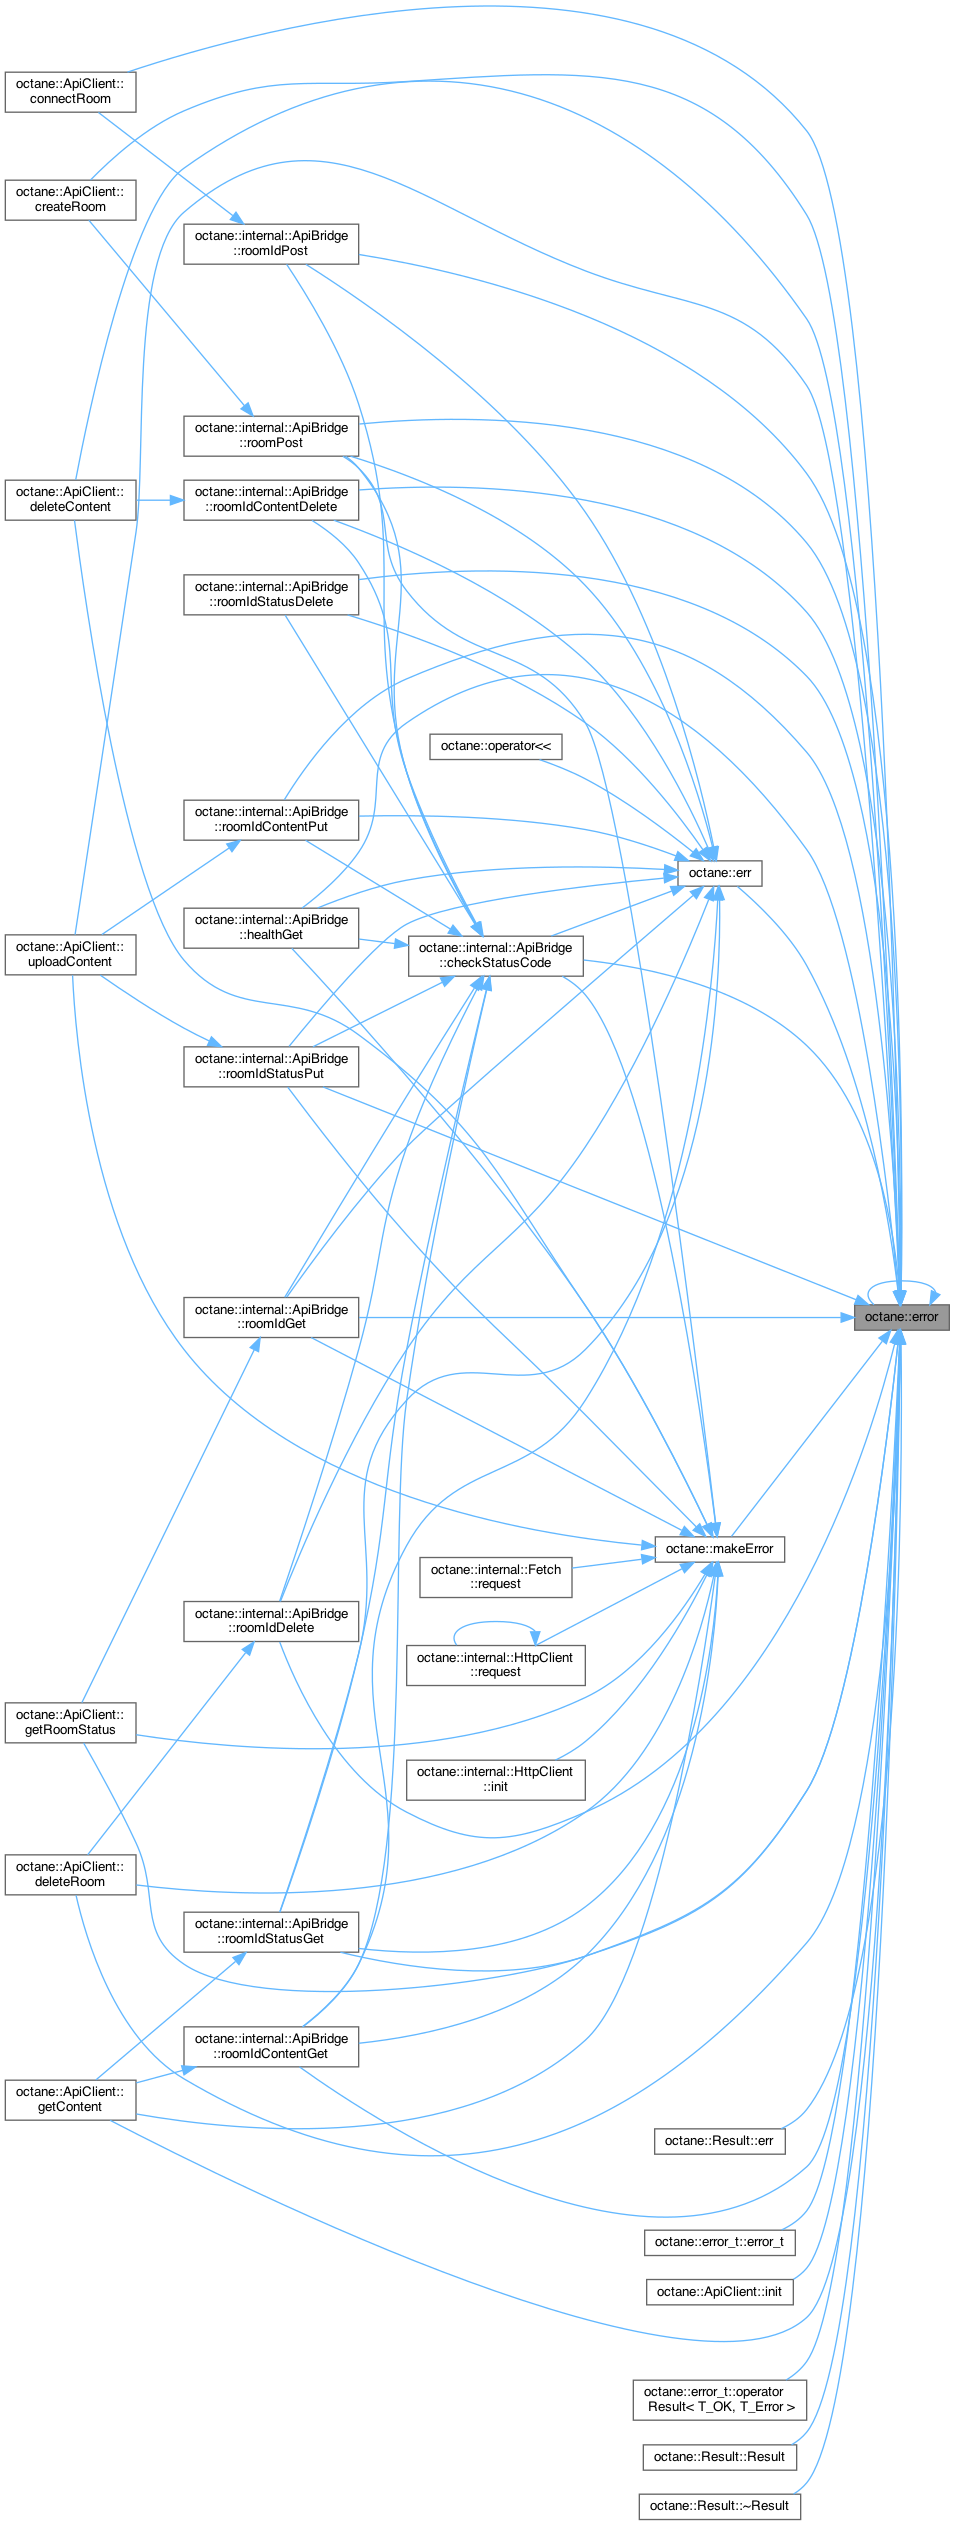 octane::ApiClient::
connectRoom
octane::ApiClient::
createRoom
octane::internal::ApiBridge
::roomIdPost
octane::internal::ApiBridge
::roomPost
octane::ApiClient::
deleteContent
octane::internal::ApiBridge
::roomIdContentDelete
octane::internal::ApiBridge
::roomIdStatusDelete
octane::operator<<
octane::internal::ApiBridge
::roomIdContentPut
octane::err
octane::internal::ApiBridge
::healthGet
octane::ApiClient::
uploadContent
octane::internal::ApiBridge
::checkStatusCode
octane::internal::ApiBridge
::roomIdStatusPut
octane::internal::ApiBridge
::roomIdGet
octane::error
octane::makeError
octane::internal::Fetch
::request
octane::internal::ApiBridge
::roomIdDelete
octane::internal::HttpClient
::request
octane::ApiClient::
getRoomStatus
octane::internal::HttpClient
::init
octane::ApiClient::
deleteRoom
octane::internal::ApiBridge
::roomIdStatusGet
octane::internal::ApiBridge
::roomIdContentGet
octane::ApiClient::
getContent
octane::Result::err
octane::error_t::error_t
octane::ApiClient::init
octane::error_t::operator
Result< T_OK, T_Error >
octane::Result::Result
octane::Result::~Result